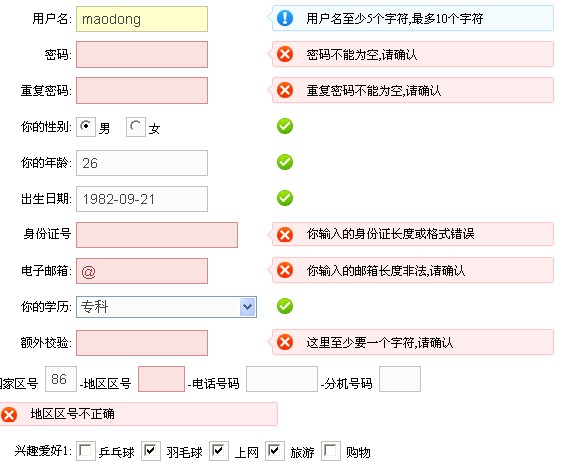 用户名: maodong 用户名至少5个字符,最多10个字符
密码: 密码不能为空,请确认
重复密码: 重复密码不能为空,请确认
你的性别: 男 女
你的年龄: 26
出生日期: 1982-09-21
身份证号 你输入的身份证长度或格式错误
电子邮箱: @ 你输入的邮箱长度非法,请确认
你的学历: 专科
额外校验: 这里至少要一个字符,请确认
家区号 86 -地区区号 -电话号码 -分机号码
地区区号不正确
兴趣爱好1: 乒乓球 羽毛球 上网 旅游 购物